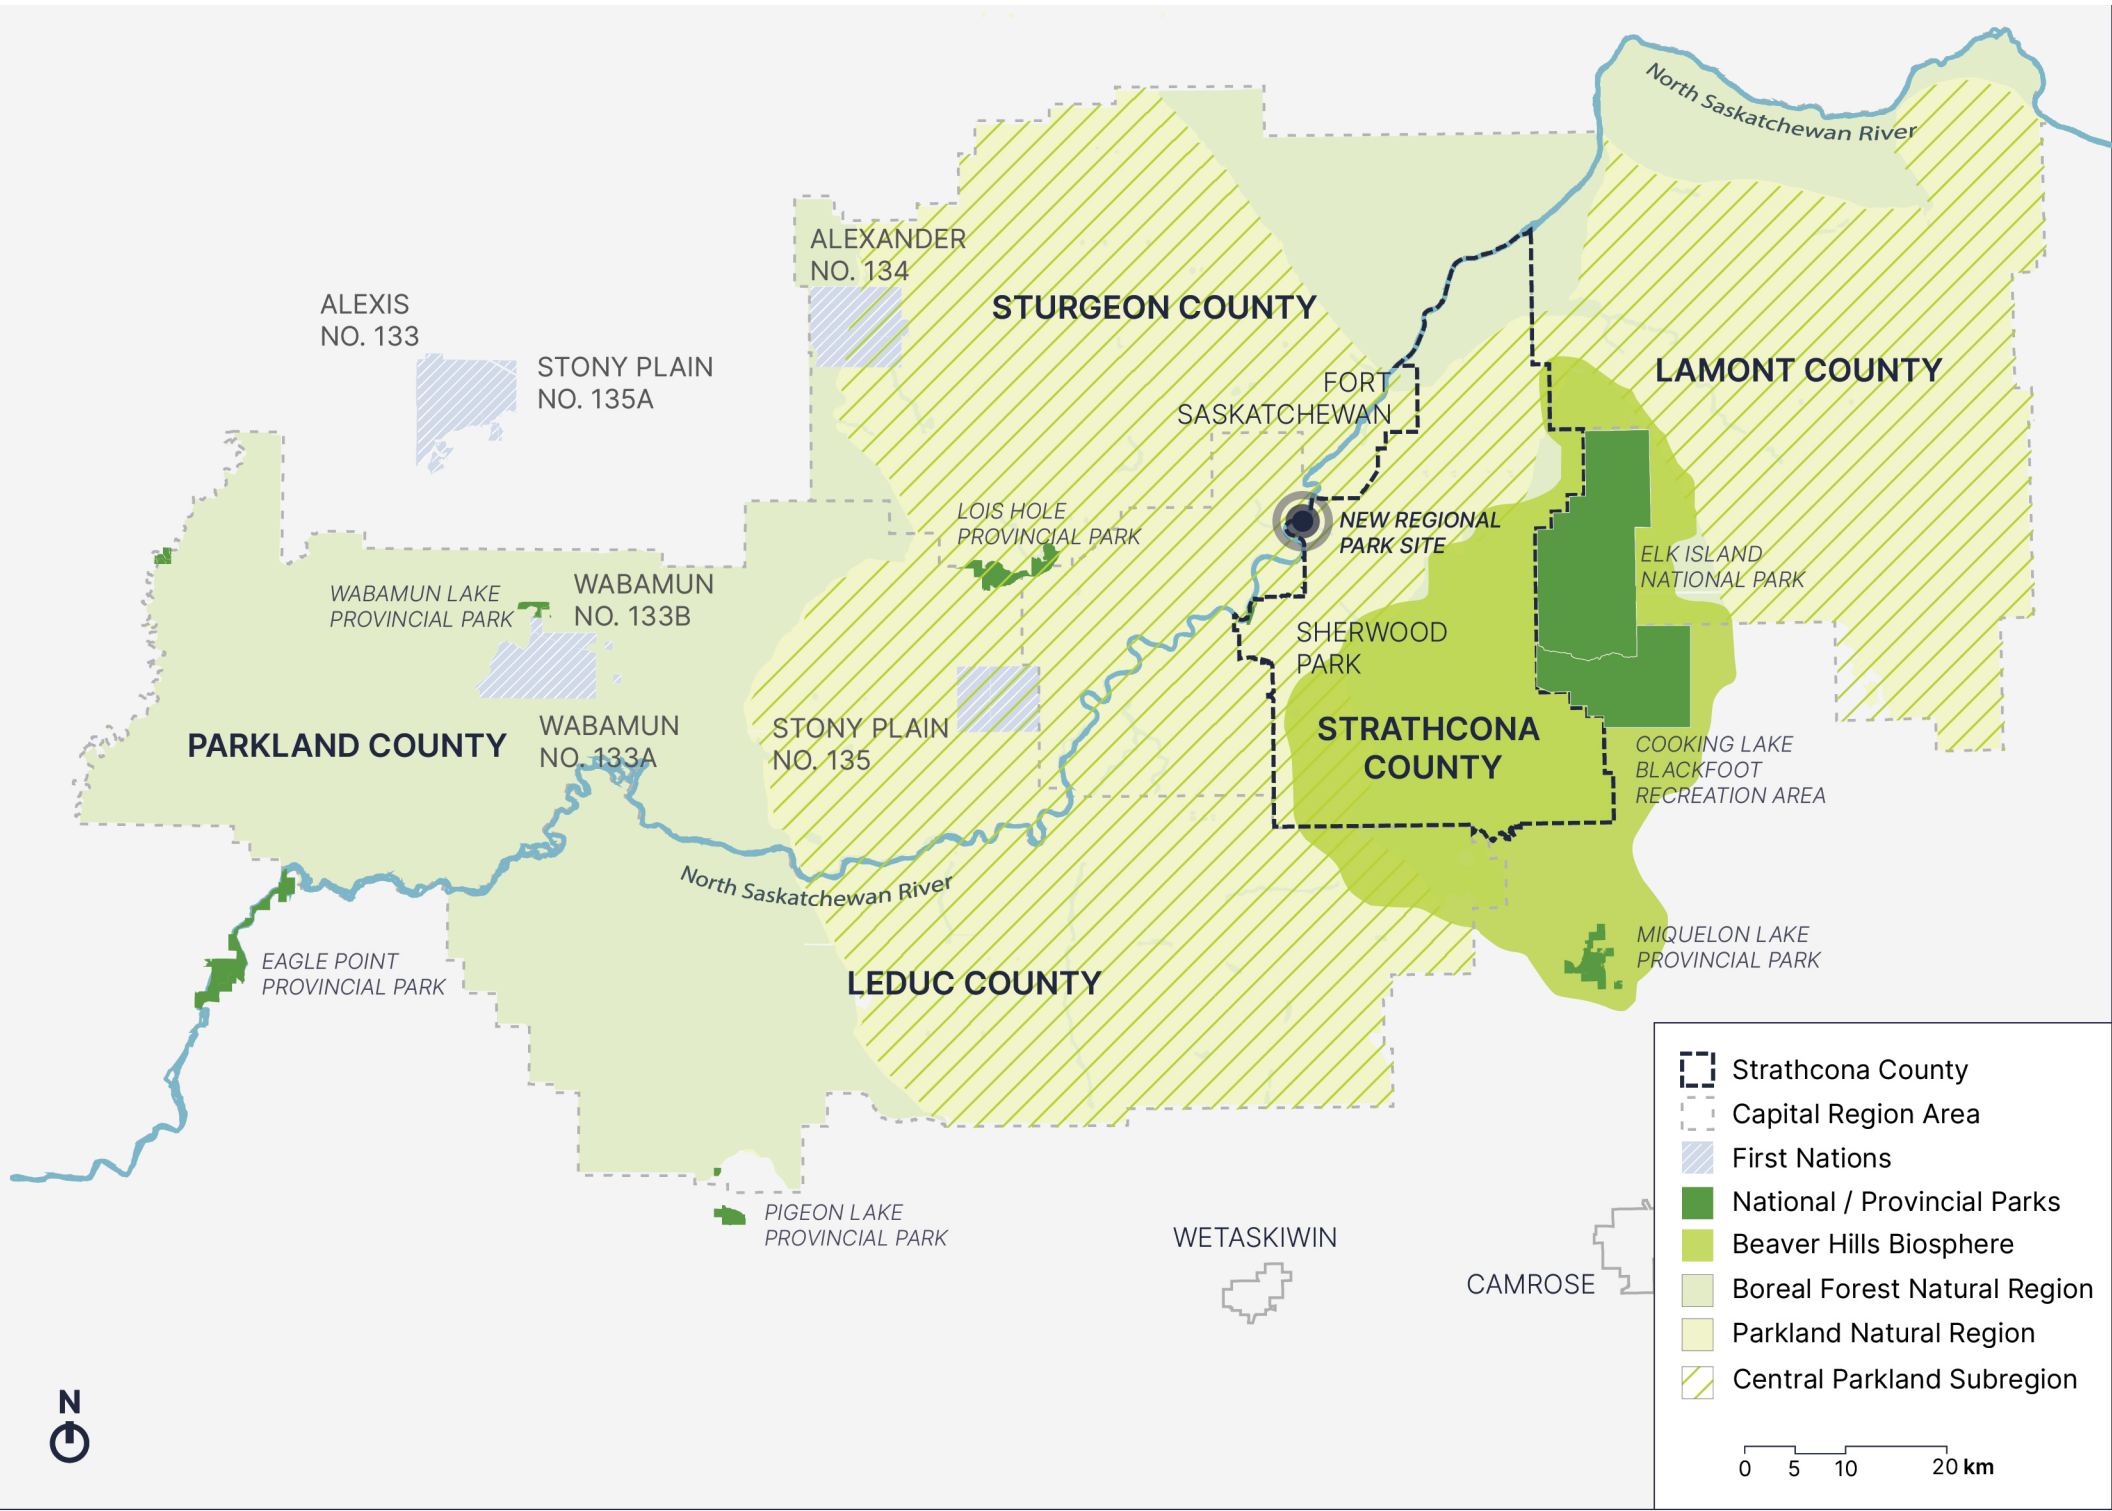 North Saskatchewan River
ALEXANDER
NO. 134
ALEXIS
NO. 133
STURGEON COUNTY
STONY PLAIN
NO. 135A
FORT
SASKATCHEWAN
LAMONT COUNTY
LOIS HOLE
PROVINCIAL PARK
NEW REGIONAL
PARK SITE
ELK ISLAND
NATIONAL PARK
WABAMUN LAKE
PROVINCIAL PARK
WABAMUN
NO. 133B
SHERWOOD
PARK
PARKLAND COUNTY
WABAMUN
NO. 133A
STONY PLAIN
NO. 135
STRATHCONA
COUNTY
COOKING LAKE
BLACKFOOT
RECREATION AREA
North Saskatchewan River
EAGLE POINT
PROVINCIAL PARK
LEDUC COUNTY
MIQUELON LAKE
PROVINCIAL PARK
PIGEON LAKE
PROVINCIAL PARK
WETASKIWIN
CAMROSE
Strathcona County
Capital Region Area
First Nations
National / Provincial Parks
Beaver Hills Biosphere
Boreal Forest Natural Region
Parkland Natural Region
Central Parkland Subregion
0 5 10 20 km
N